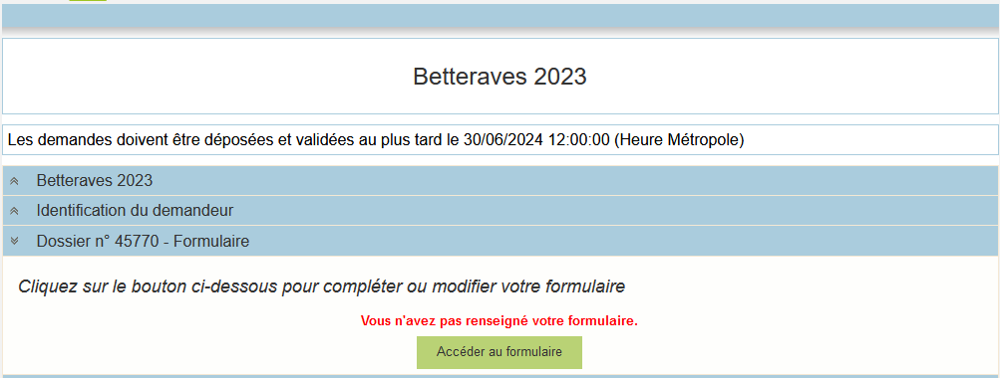 Betteraves 2023
Les demandes doivent être déposées et validées au plus tard le 30/06/2024 12:00:00 (Heure Métropole)
Betteraves 2023
Identification du demandeur
Dossier n° 45770 - Formulaire
Cliquez sur le bouton ci-dessous pour compléter ou modifier votre formulaire
Vous n'avez pas renseigné votre formulaire.
Accéder au formulaire